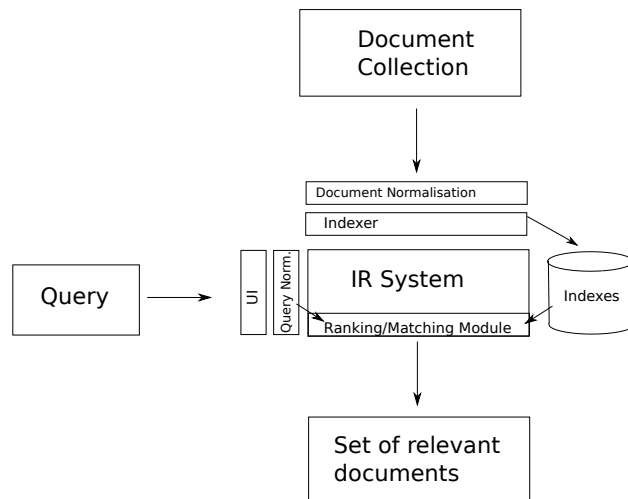 Document
Collection
Document Normalisation
Indexer
Query
UI
Query Norm.
IR System
Ranking/Matching Module
Indexes
Set of relevant
documents